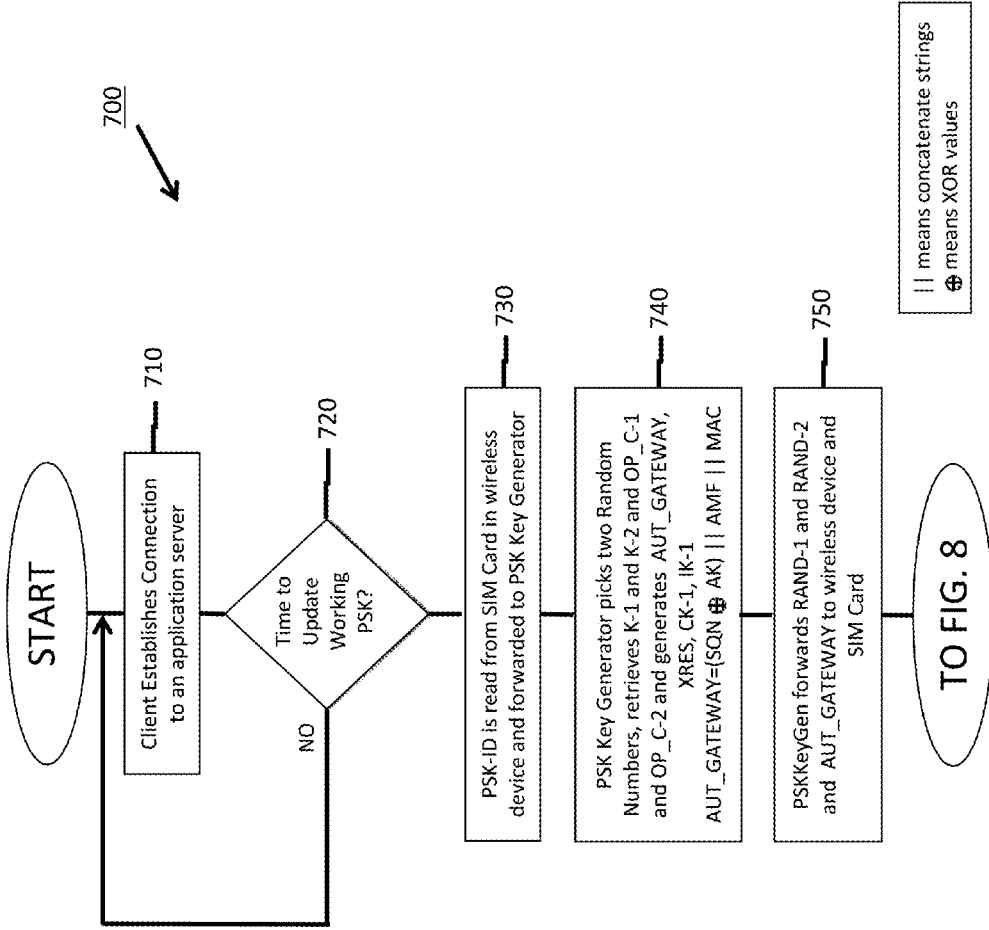 700
START
Client Establishes Connection
to an application server
710
Time to
Update
Working
PSK?
720
NO
PSK-ID is read from SIM Card in wireless
device and forwarded to PSK Key Generator
730
PSK Key Generator picks two Random
Numbers, retrieves K-1 and K-2 and OP_C-1
and OP_C-2 and generates AUT_GATEWAY,
XRES, CK-1, IK-1
AUT_GATEWAY=(SQN ⊕ AK) || AMF || MAC
740
PSKKeyGen forwards RAND-1 and RAND-2
and AUT_GATEWAY to wireless device and
SIM Card
750
TO FIG. 8
|| means concatenate strings
⊕ means XOR values